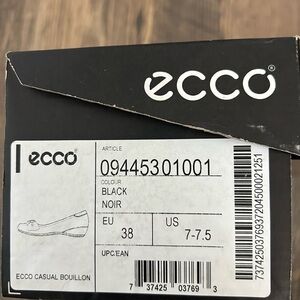 ecco®
ecco®
ARTICLE
09445301001
COLOUR
BLACK
NOIR
EU
US
38
7-7.5
UPC/EAN
ECCO CASUAL BOUILLON
7 37425 03769 3
7374250376937204500021251